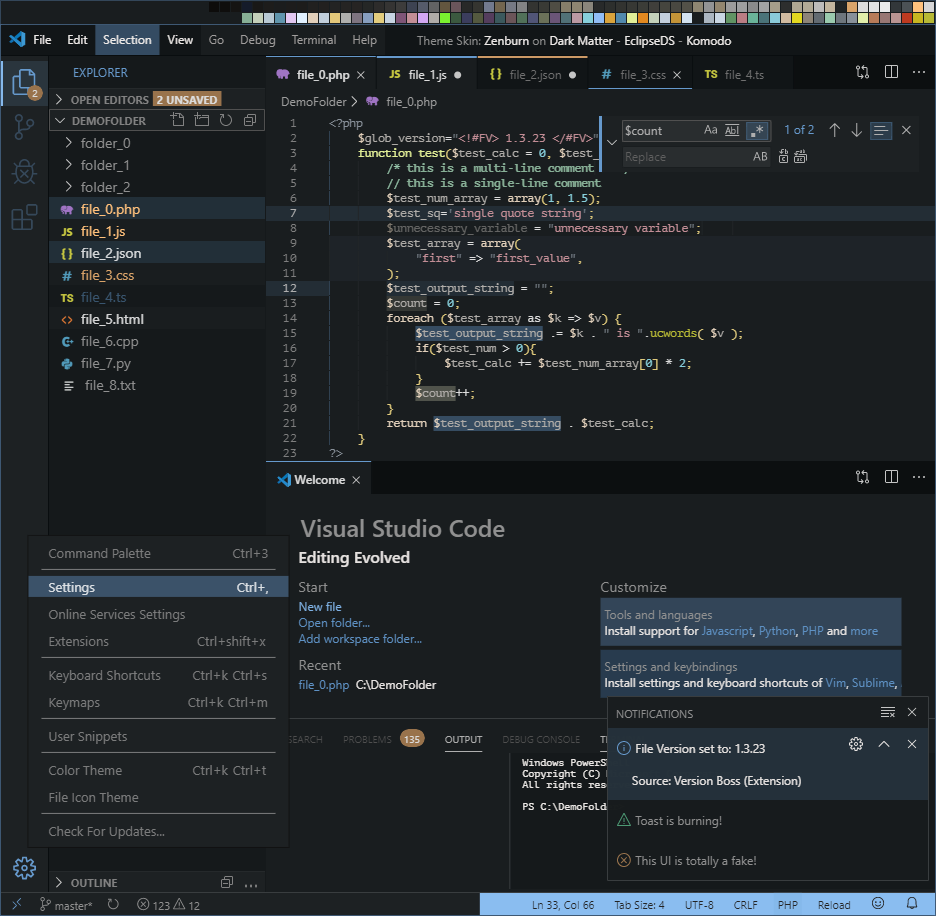 File Edit Selection View Go Debug Terminal Help Theme Skin: Zenburn on Dark Matter - EclipseDS - Komodo
EXPLORER
2
OPEN EDITORS 2 UNSAVED
DEMOFOLDER
folder_0
folder_1
folder_2
file_0.php
file_1.js
file_2.json
file_3.css
TS file_4.ts
file_5.html
file_6.cpp
file_7.py
file_8.txt
file_0.php JS file_1.js {} file_2.json # file_3.css TS file_4.ts
DemoFolder > file_0.php
$count Aa Abl .* 1 of 2
Replace AB
1 <?php
2 $glob_version="<!#FV> 1.3.23 </#FV>"
3 function test($test_calc = 0, $test_
4 /* this is a multi-line comment
5 // this is a single-line comment
6 $test_num_array = array(1, 1.5);
7 $test_sq='single quote string';
8 $unnecessary_variable = "unnecessary variable";
9 $test_array = array(
10 "first" => "first_value",
11 );
12 $test_output_string = "";
13 $count = 0;
14 foreach ($test_array as $k => $v) {
15 $test_output_string .= $k . " is ".ucwords( $v );
16 if($test_num > 0){
17 $test_calc += $test_num_array[0] * 2;
18 }
19 $count++;
20 }
21 return $test_output_string . $test_calc;
22 }
23 ?>
Welcome
Visual Studio Code
Editing Evolved
Start
New file
Open folder...
Add workspace folder...
Recent
file_0.php C:\DemoFolder
Customize
Tools and languages
Install support for Javascript, Python, PHP and more
Settings and keybindings
Install settings and keyboard shortcuts of Vim, Sublime,
Command Palette Ctrl+3
Settings Ctrl+,
Online Services Settings
Extensions Ctrl+shift+x
Keyboard Shortcuts Ctrl+k Ctrl+s
Keymaps Ctrl+k Ctrl+m
User Snippets
Color Theme Ctrl+k Ctrl+t
File Icon Theme
Check For Updates...
SEARCH PROBLEMS 135 OUTPUT DEBUG CONSOLE T
Windows PowerS
Copyright (C)
All rights res
PS C:\DemoFold
NOTIFICATIONS
File Version set to: 1.3.23
Source: Version Boss (Extension)
Toast is burning!
This UI is totally a fake!
OUTLINE
master* 123 12 Ln 33, Col 66 Tab Size: 4 UTF-8 CRLF PHP Reload